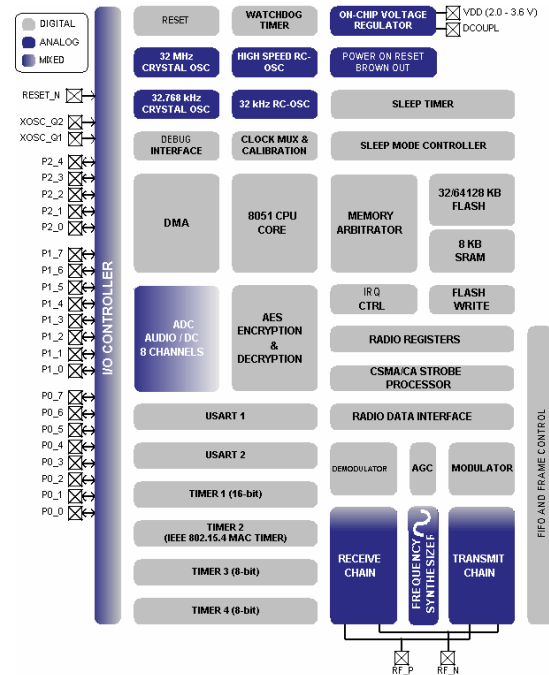 DIGITAL
ANALOG
MIXED
RESET
WATCHDOG
TIMER
ON-CHIP VOLTAGE
REGULATOR
VDD (2.0 - 3.6 V)
DCOUPL
32 MHz
CRYSTAL OSC
HIGH SPEED RC-
OSC
POWER ON RESET
BROWN OUT
RESET_N
XOSC_Q2
XOSC_Q1
32.768 kHz
CRYSTAL OSC
32 kHz RC-OSC
SLEEP TIMER
DEBUG
INTERFACE
CLOCK MUX &
CALIBRATION
SLEEP MODE CONTROLLER
P2_4
P2_3
P2_2
P2_1
P2_0
P1_7
P1_6
P1_5
P1_4
P1_3
P1_2
P1_1
P1_0
P0_7
P0_6
P0_5
P0_4
P0_3
P0_2
P0_1
P0_0
I/O CONTROLLER
DMA
8051 CPU
CORE
MEMORY
ARBITRATOR
32/64128 KB
FLASH
8 KB
SRAM
ADC
AUDIO / DC
8 CHANNELS
AES
ENCRYPTION
&
DECRYPTION
IRQ
CTRL
FLASH
WRITE
RADIO REGISTERS
CSMA/CA STROBE
PROCESSOR
USART 1
RADIO DATA INTERFACE
USART 2
DEMODULATOR
AGC
MODULATOR
TIMER 1 (16-bit)
TIMER 2
(IEEE 802.15.4 MAC TIMER)
TIMER 3 (8-bit)
TIMER 4 (8-bit)
RECEIVE
CHAIN
FREQUENCY
SYNTHESIZER
TRANSMIT
CHAIN
FIFO AND FRAME CONTROL
RF_P
RF_N